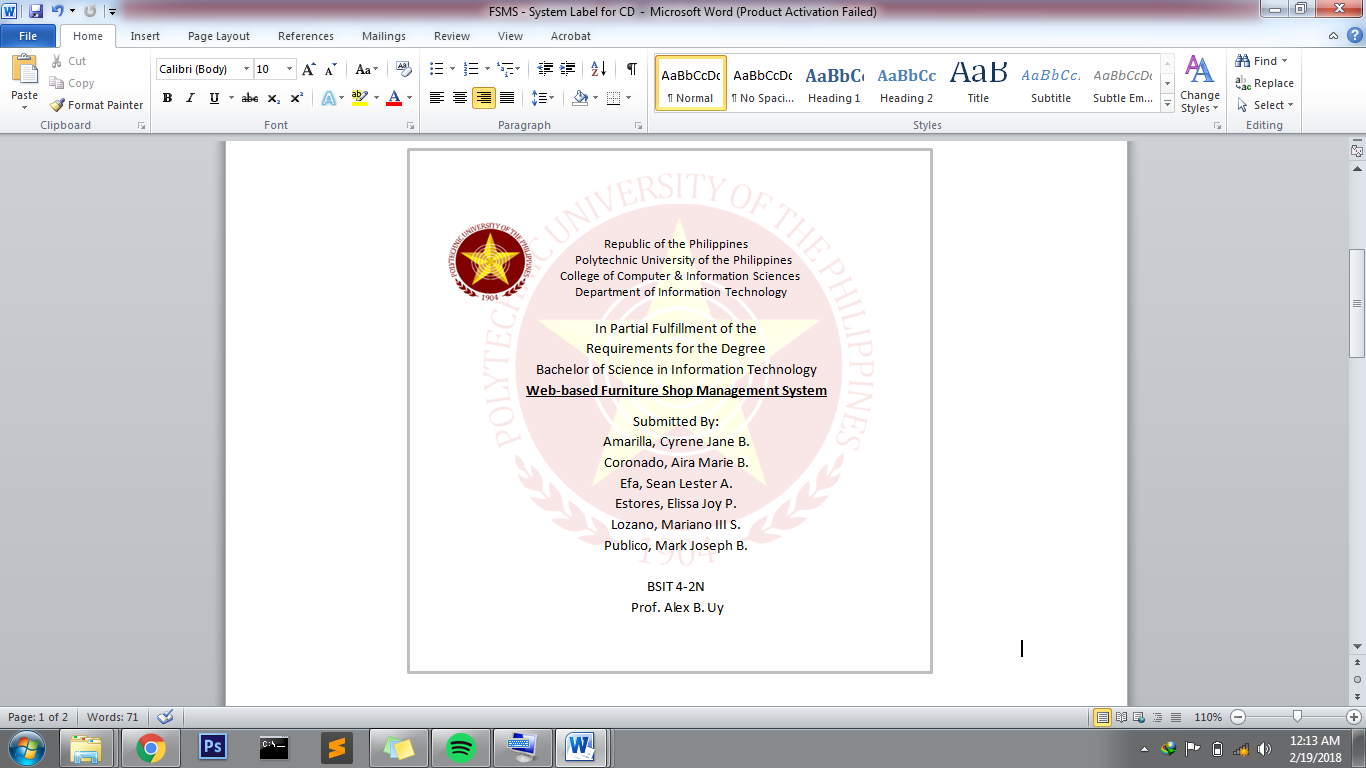 FSMS - System Label for CD - Microsoft Word (Product Activation Failed)
File Home Insert Page Layout References Mailings Review View Acrobat
Paste
Cut
Copy
Format Painter
Clipboard
Calibri (Body) 10
Font
Paragraph
AaBbCcDc AaBbCcDc AaBbCc AaBbCc AaB AaBbCc. AaBbCcDc
¶ Normal ¶ No Spaci... Heading 1 Heading 2 Title Subtitle Subtle Em...
Change Styles
Styles
Find
Replace
Select
Editing
POLYTECHNIC UNIVERSITY OF THE PHILIPPINES
1904
POLYTECHNIC UNIVERSITY OF THE PHILIPPINES
1904
Republic of the Philippines
Polytechnic University of the Philippines
College of Computer & Information Sciences
Department of Information Technology
In Partial Fulfillment of the
Requirements for the Degree
Bachelor of Science in Information Technology
Web-based Furniture Shop Management System
Submitted By:
Amarilla, Cyrene Jane B.
Coronado, Aira Marie B.
Efa, Sean Lester A.
Estores, Elissa Joy P.
Lozano, Mariano III S.
Publico, Mark Joseph B.
BSIT 4-2N
Prof. Alex B. Uy
Page: 1 of 2 Words: 71 110%
Ps
C:\
12:13 AM
2/19/2018